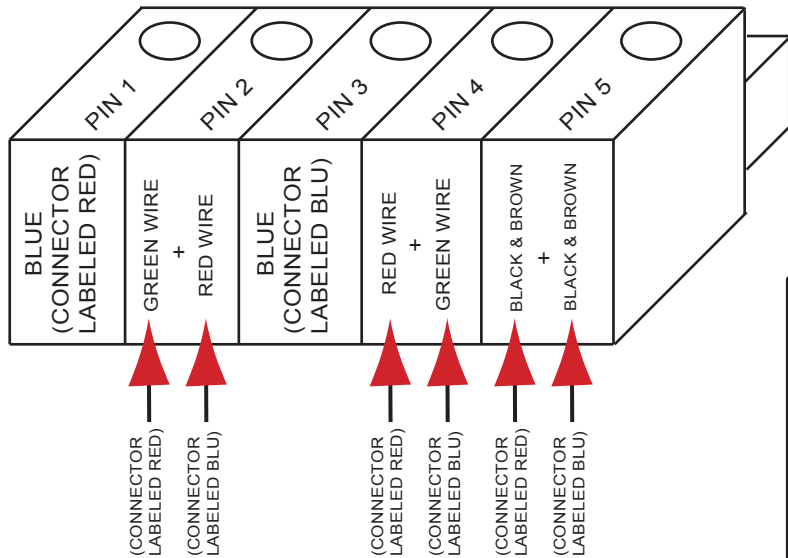 PIN 1
PIN 2
PIN 3
PIN 4
PIN 5
BLUE
(CONNECTOR
LABELED RED)
GREEN WIRE
+
RED WIRE
BLUE
(CONNECTOR
LABELED BLU)
RED WIRE
+
GREEN WIRE
BLACK & BROWN
+
BLACK & BROWN
(CONNECTOR
LABELED RED)
(CONNECTOR
LABELED BLU)
(CONNECTOR
LABELED RED)
(CONNECTOR
LABELED BLU)
(CONNECTOR
LABELED RED)
(CONNECTOR
LABELED BLU)